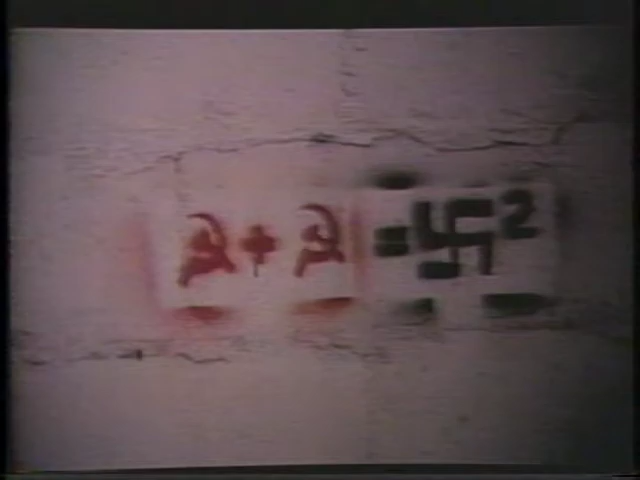 ☭ + ☭ = 卐²